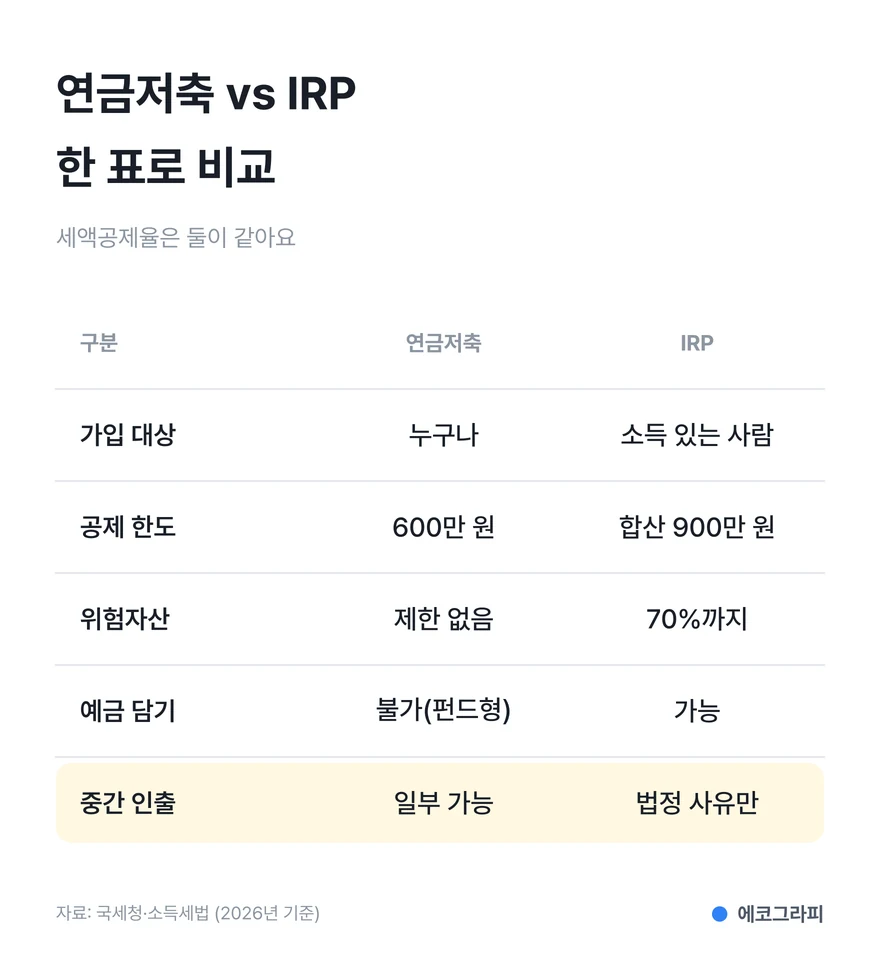 연금저축 vs IRP
한 표로 비교
세액공제율은 둘이 같아요
구분 연금저축 IRP
가입 대상 누구나 소득 있는 사람
공제 한도 600만 원 합산 900만 원
위험자산 제한 없음 70%까지
예금 담기 불가(펀드형) 가능
중간 인출 일부 가능 법정 사유만
자료: 국세청·소득세법 (2026년 기준) 에코그라피